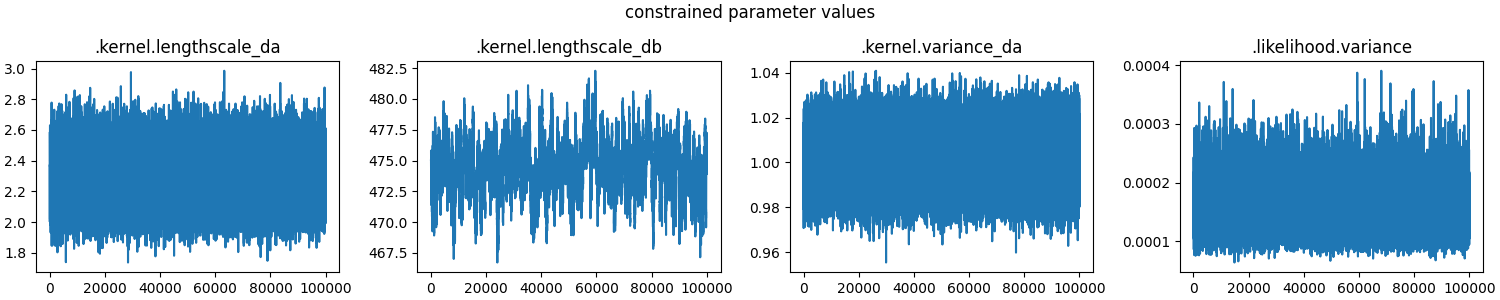 constrained parameter values
.kernel.lengthscale_da
.kernel.lengthscale_db
.kernel.variance_da
.likelihood.variance
3.0
2.8
2.6
2.4
2.2
2.0
1.8
0 20000 40000 60000 80000 100000
482.5
480.0
477.5
475.0
472.5
470.0
467.5
0 20000 40000 60000 80000 100000
1.04
1.02
1.00
0.98
0.96
0 20000 40000 60000 80000 100000
0.0004
0.0003
0.0002
0.0001
0 20000 40000 60000 80000 100000